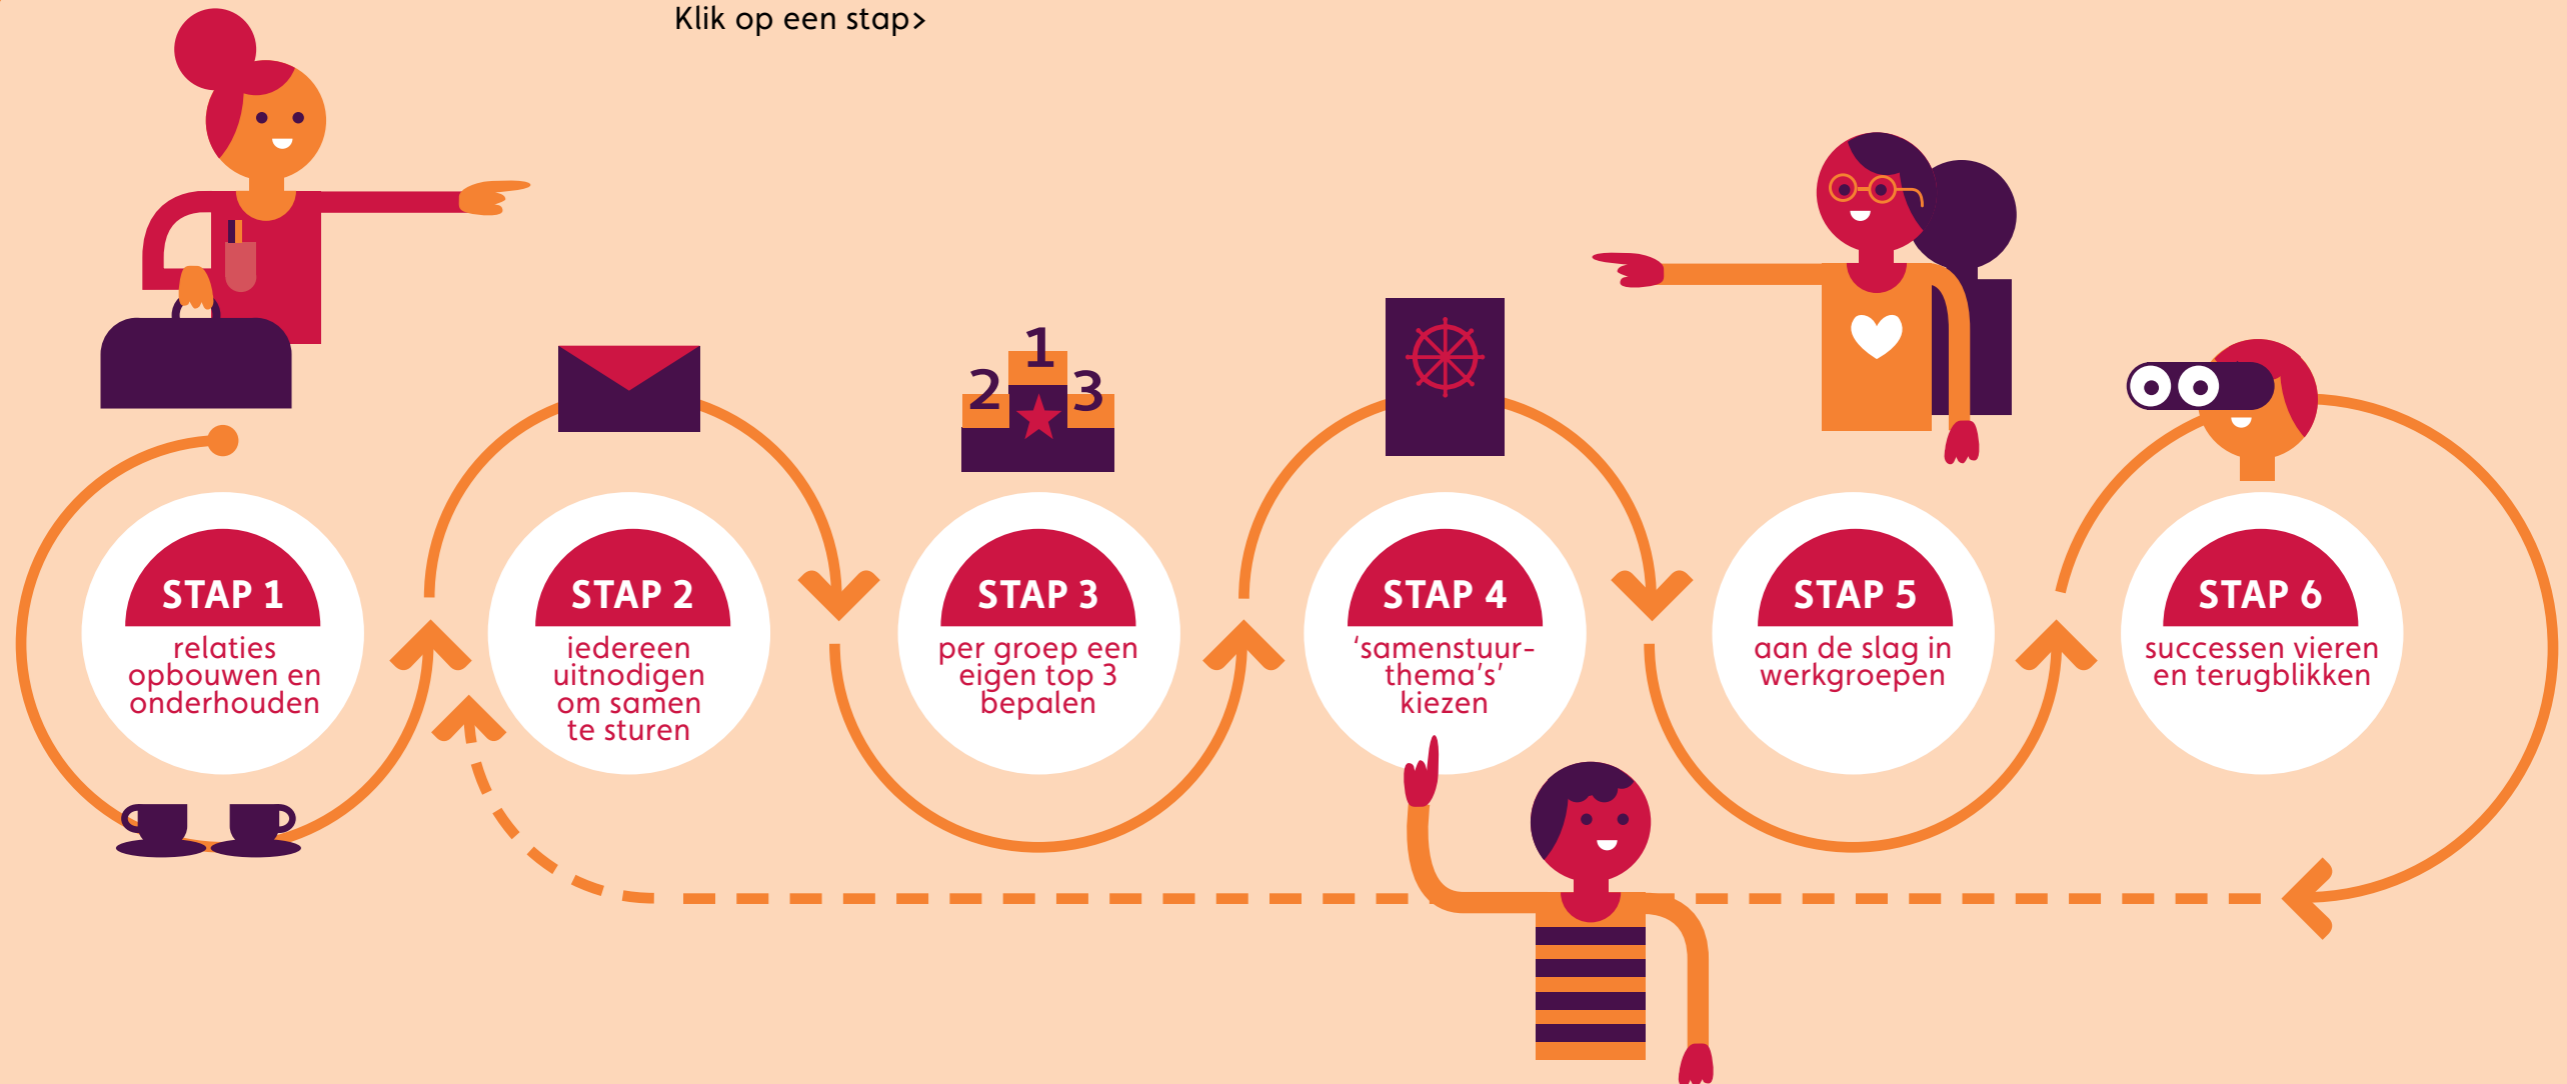 Klik op een stap>
1
2
3
STAP 1
relaties
opbouwen en
onderhouden
STAP 2
iedereen
uitnodigen
om samen
te sturen
STAP 3
per groep een
eigen top 3
bepalen
STAP 4
‘samenstuur-
thema’s’
kiezen
STAP 5
aan de slag in
werkgroepen
STAP 6
successen vieren
en terugblikken